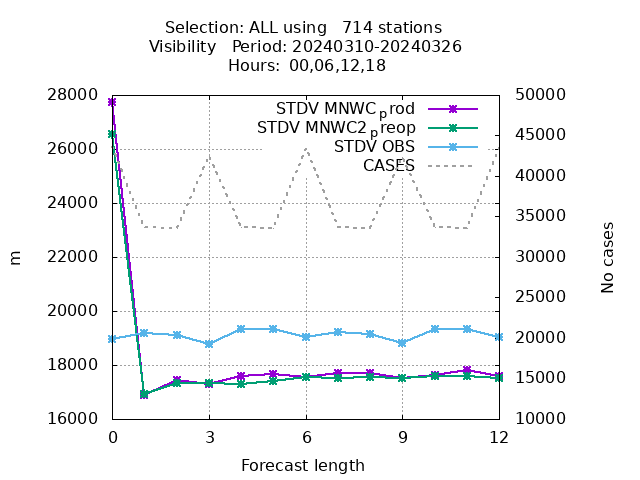 Selection: ALL using   714 stations
Visibility   Period: 20240310-20240326
Hours: 00,06,12,18
28000
26000
24000
22000
20000
18000
16000
m
STDV MNWCprod
STDV MNWC2preop
STDV OBS
CASES
50000
45000
40000
35000
30000
25000
20000
15000
10000
No cases
0 3 6 9 12
Forecast length